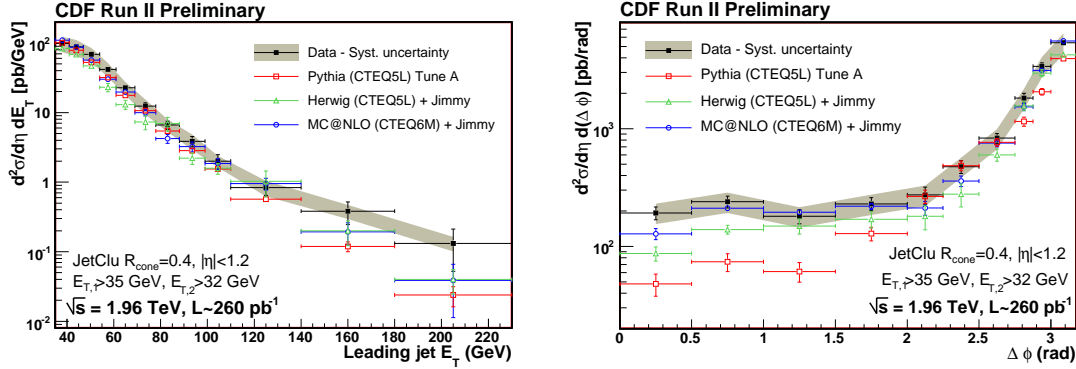 CDF Run II Preliminary
d²σ/dη dE_T [pb/GeV]
10²
10
1
10⁻¹
10⁻²
Data - Syst. uncertainty
Pythia (CTEQ5L) Tune A
Herwig (CTEQ5L) + Jimmy
MC@NLO (CTEQ6M) + Jimmy
JetClu R_cone=0.4, |η|<1.2
E_T,1>35 GeV, E_T,2>32 GeV
√s = 1.96 TeV, L~260 pb⁻¹
40 60 80 100 120 140 160 180 200 220
Leading jet E_T (GeV)
CDF Run II Preliminary
d²σ/dη d(Δ φ) [pb/rad]
10³
10²
Data - Syst. uncertainty
Pythia (CTEQ5L) Tune A
Herwig (CTEQ5L) + Jimmy
MC@NLO (CTEQ6M) + Jimmy
JetClu R_cone=0.4, |η|<1.2
E_T,1>35 GeV, E_T,2>32 GeV
√s = 1.96 TeV, L~260 pb⁻¹
0 0.5 1 1.5 2 2.5 3
Δ φ (rad)